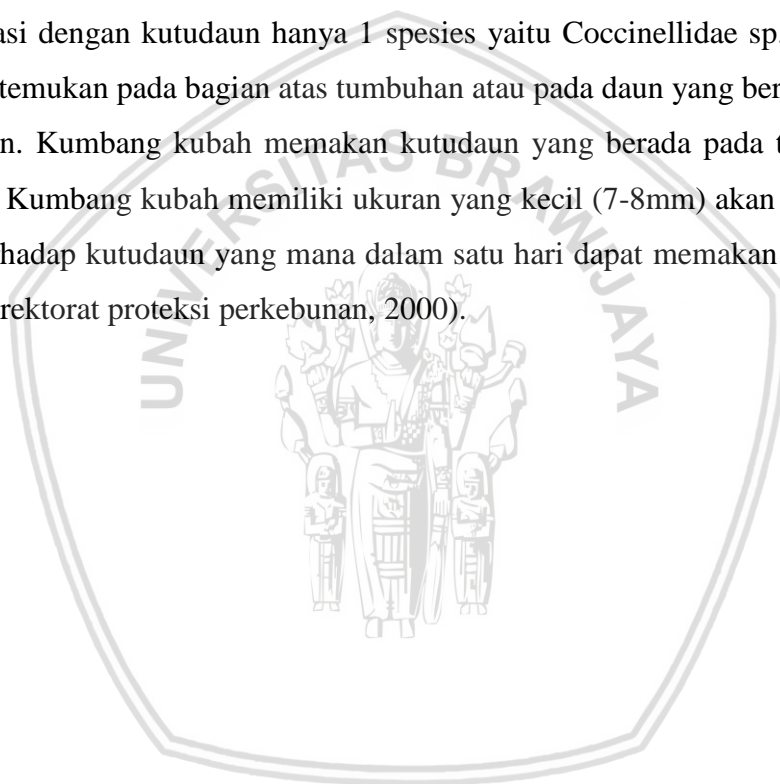 asi dengan kutudaun hanya 1 spesies yaitu Coccinellidae sp.
temukan pada bagian atas tumbuhan atau pada daun yang ber
n. Kumbang kubah memakan kutudaun yang berada pada t
Kumbang kubah memiliki ukuran yang kecil (7-8mm) akan
hadap kutudaun yang mana dalam satu hari dapat memakan
rektorat proteksi perkebunan, 2000).
UNIVERSITAS BRAWIJAYA